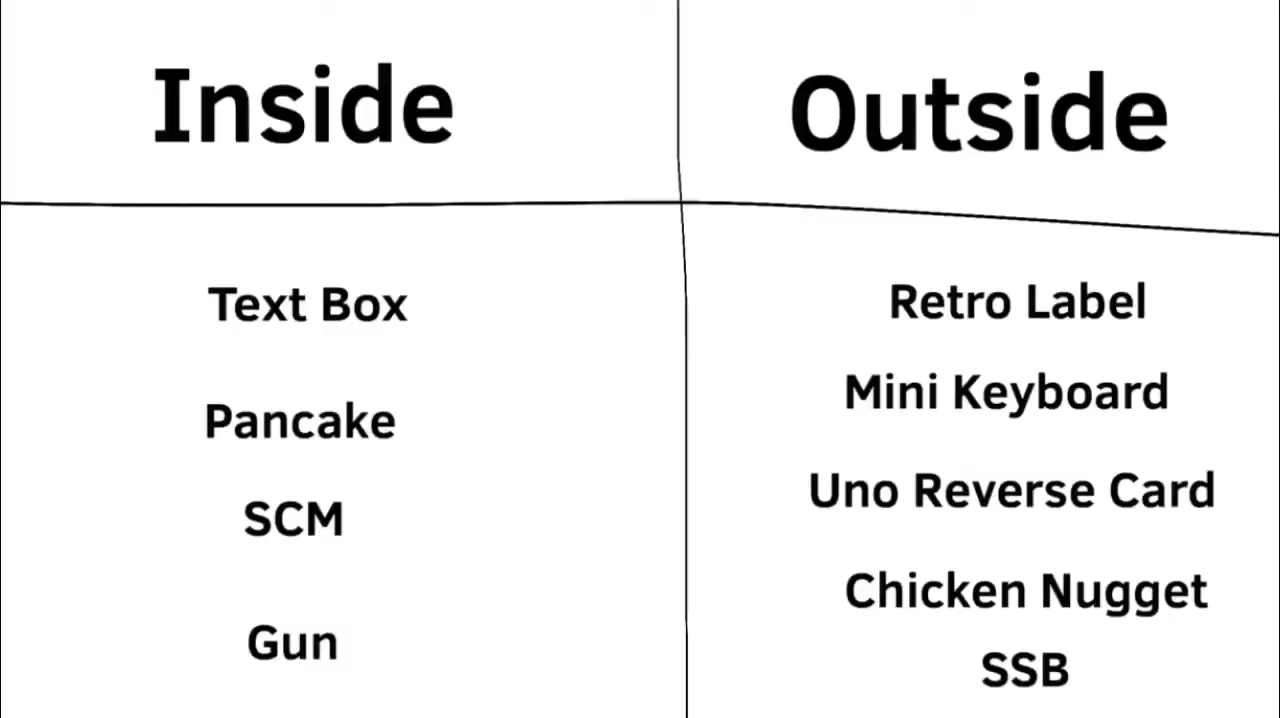 Inside
Outside
Text Box
Retro Label
Pancake
Mini Keyboard
SCM
Uno Reverse Card
Gun
Chicken Nugget
SSB